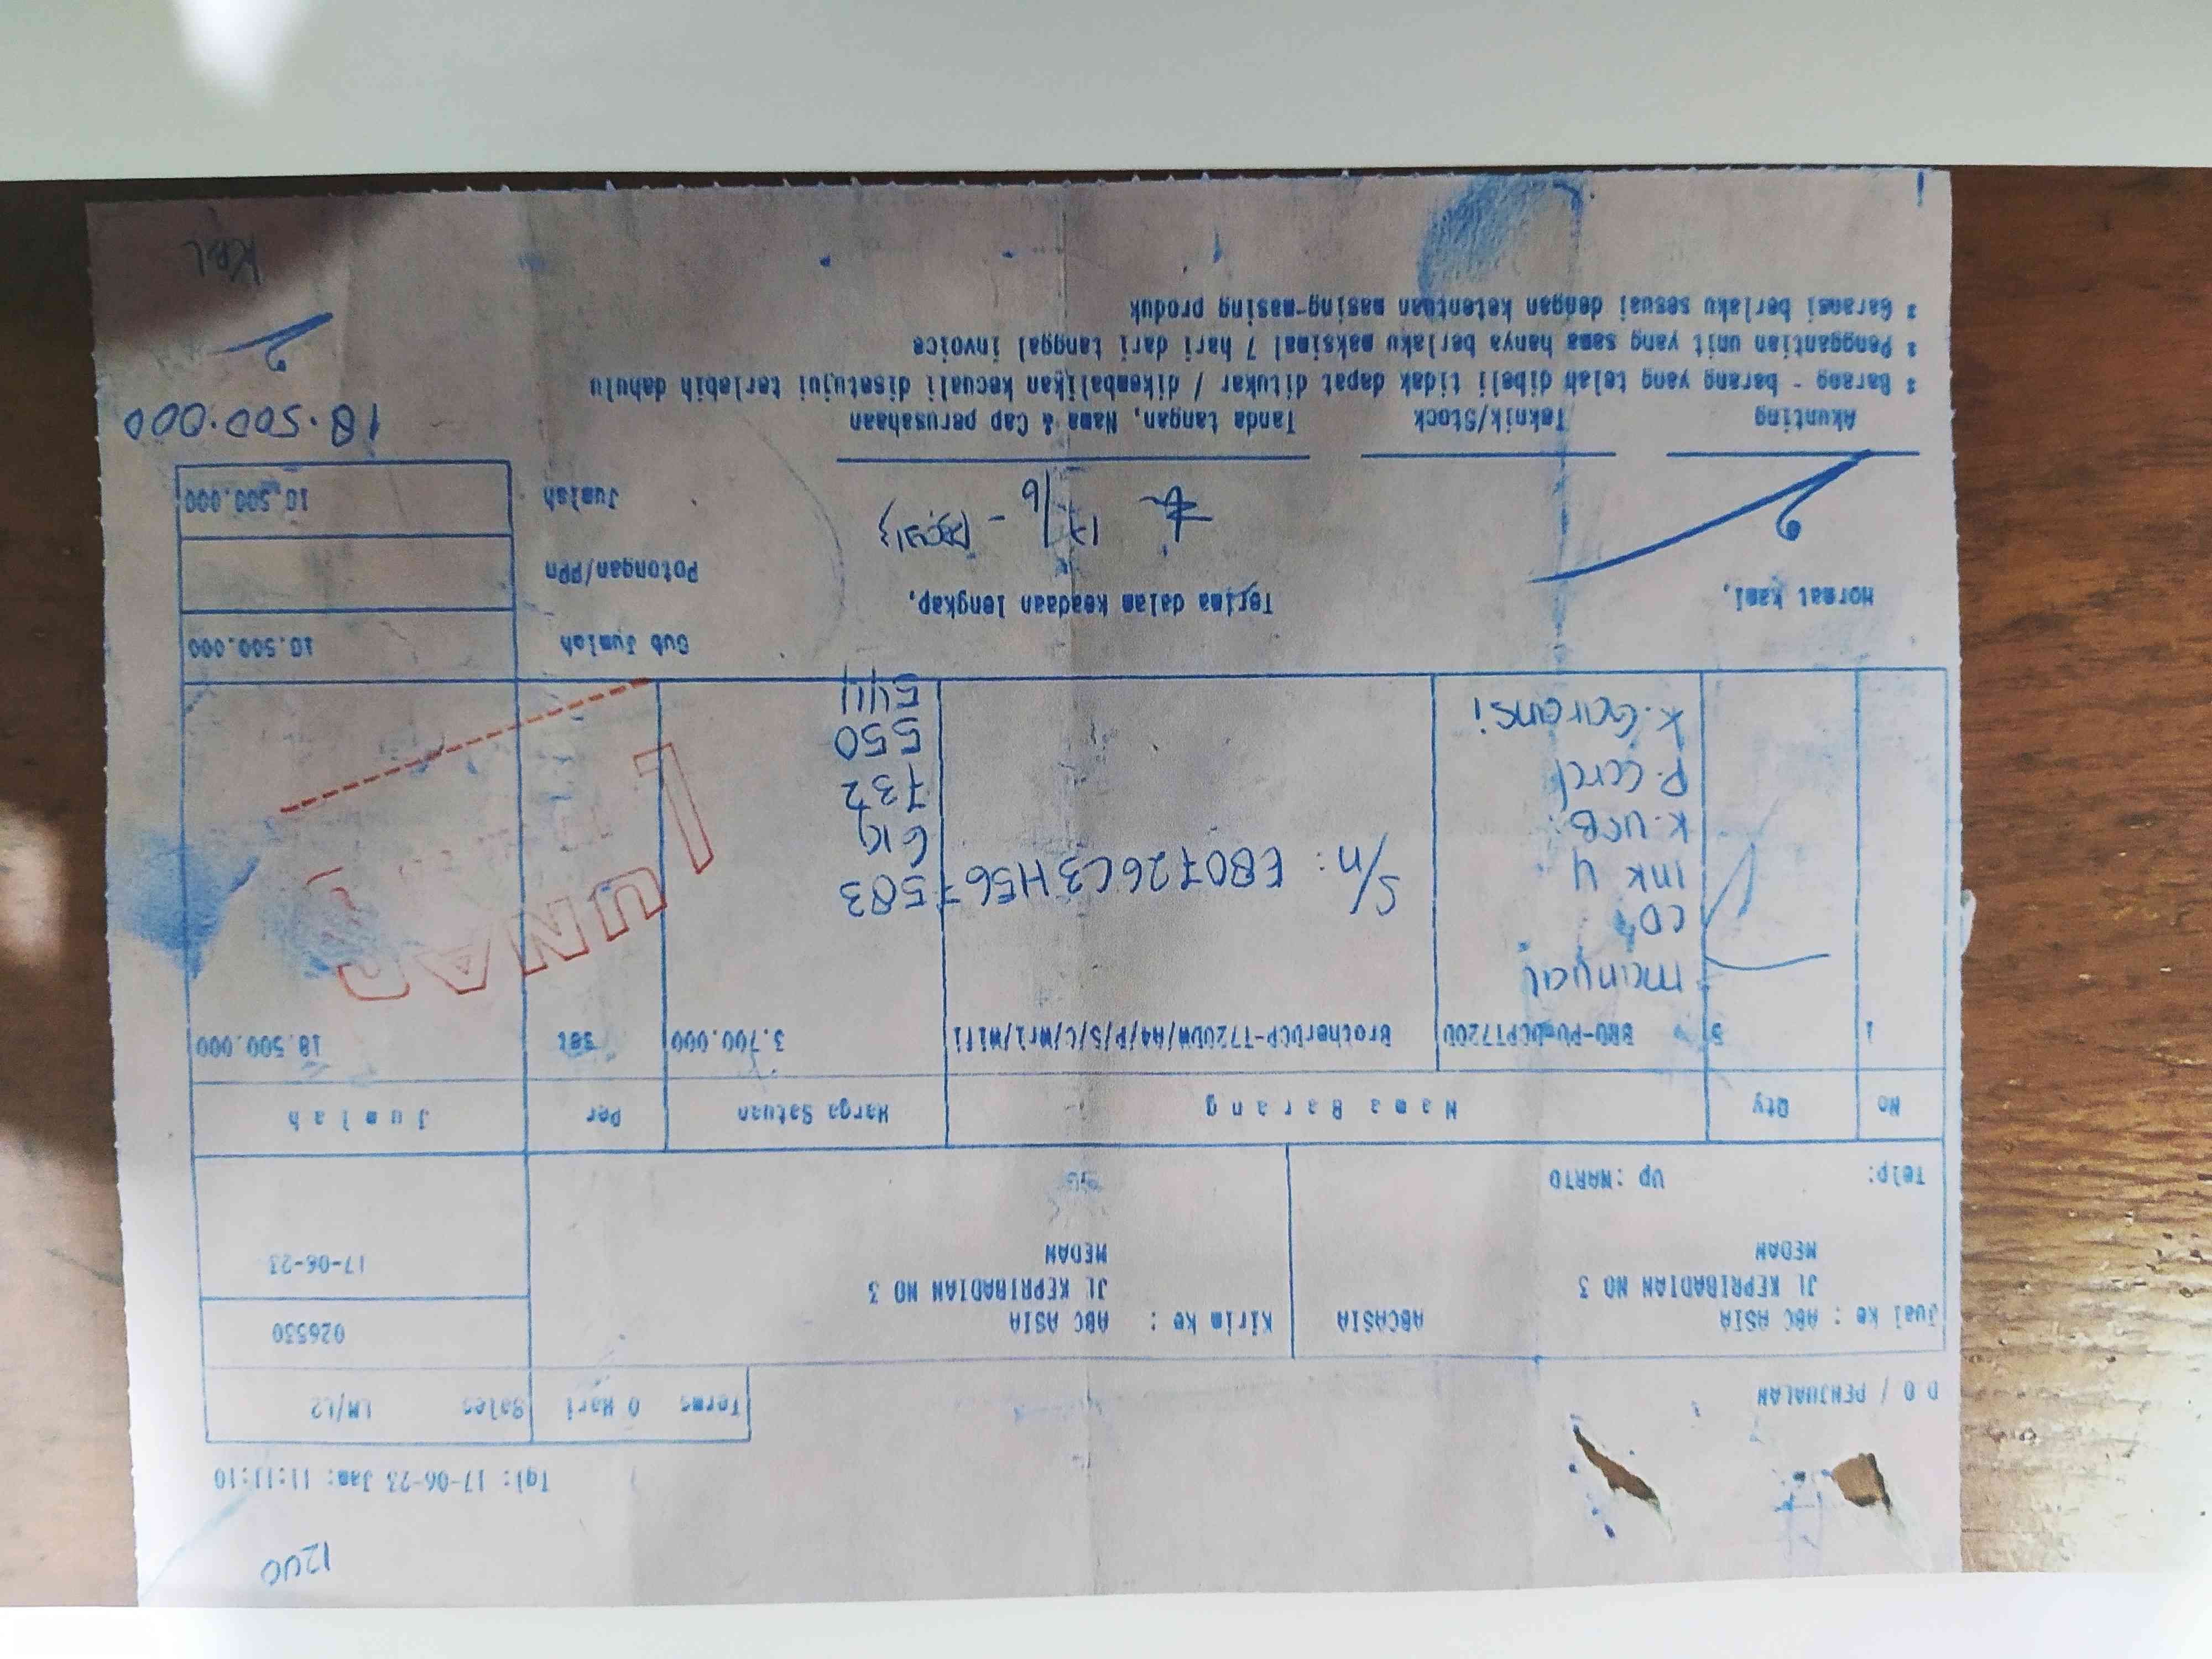 1200
Tgl: 17-06-23 Jam: 11:11:10
D O / PENJUALAN
Terms 0 Hari Sales LM/L2
Jual ke : ABC ASIA ABCASIA Kirim ke : ABC ASIA 026530
JL KEPRIBADIAN NO 3 JL KEPRIBADIAN NO 3
MEDAN MEDAN 17-06-23
Telp: Up :MARTO
No Qty Nama Barang Harga Satuan Per Jumlah
1 5 BRO-PU-DCPT720D BrotherDCP-T720DW/A4/P/S/C/Wrl/Wifi 3.700.000 set 18.500.000
manual
CD
ink 4
K.USB
P.Cord
K.Garansi
S/n: E80726C3H567583
619
732
550
544
LUNAS
Sub Jumlah 18.500.000
Hormat kami, Terima dalam keadaan lengkap, Potongan/PPn
17/6 -
Jumlah 18.500.000
Akunting Teknik/Stock Tanda tangan, Nama & Cap perusahaan
18.500.000
* Barang - barang yang telah dibeli tidak dapat ditukar / dikembalikan kecuali disetujui terlebih dahulu
* Penggantian unit yang sama hanya berlaku maksimal 7 hari dari tanggal invoice
* Garansi berlaku sesuai dengan ketentuan masing-masing produk